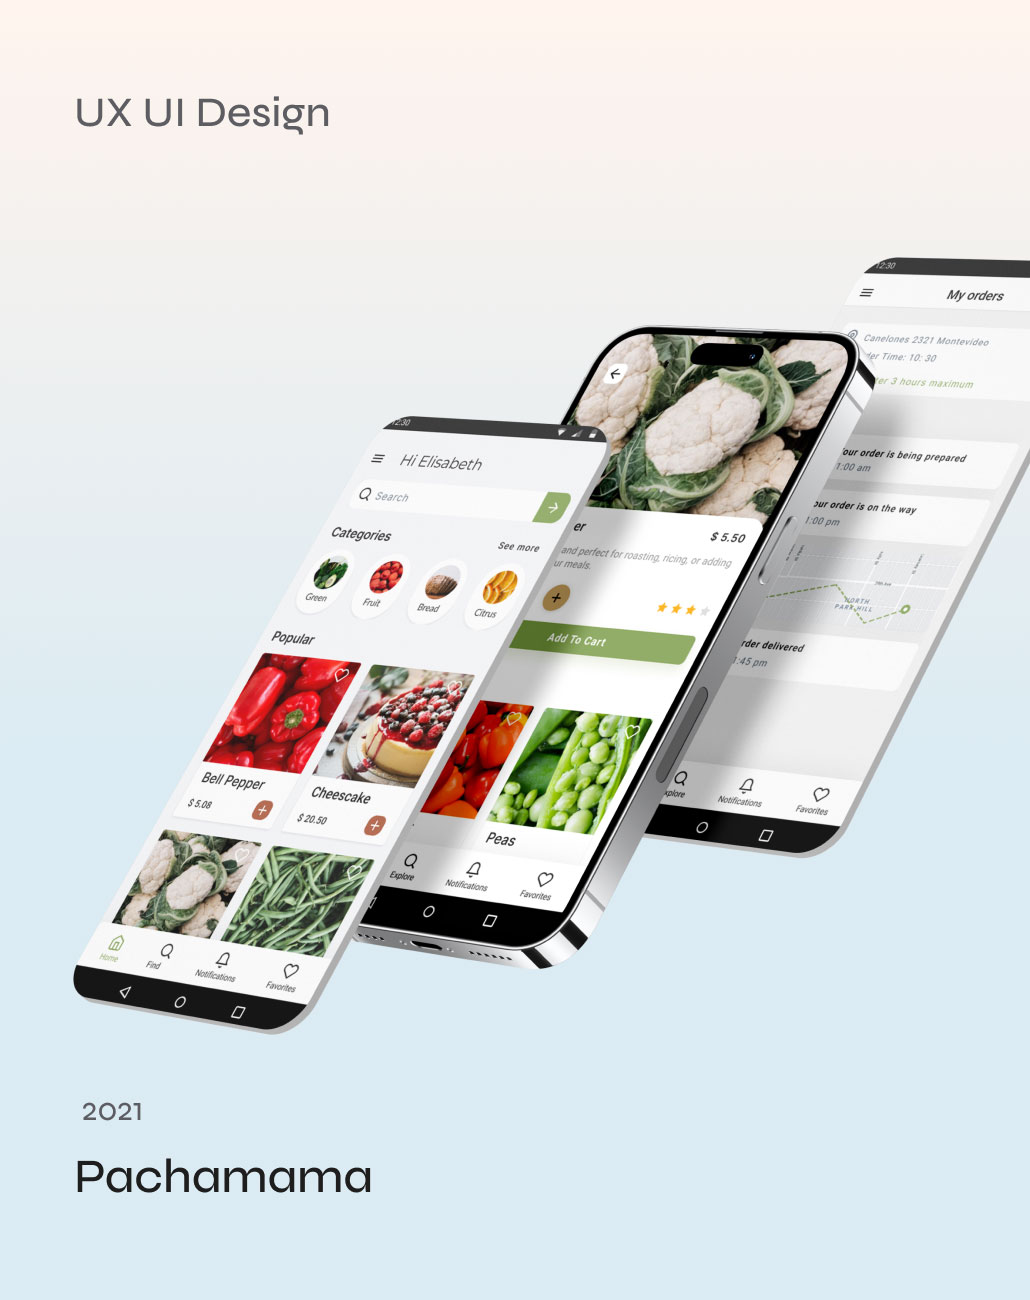 UX UI Design
12:30
Hi Elisabeth
Search
Categories
See more
Green
Fruit
Bread
Citrus
Popular
Bell Pepper
$ 5.08
Cheescake
$ 20.50
Home
Find
Notifications
Favorites
er
$ 5.50
and perfect for roasting, ricing, or adding
ur meals.
Add To Cart
Peas
Explore
Notifications
Favorites
12:30
My orders
Canelones 2321 Montevideo
der Time: 10: 30
er 3 hours maximum
our order is being prepared
1:00 am
our order is on the way
1:00 pm
NORTH
PARK HILL
rder delivered
1:45 pm
xplore
Notifications
Favorites
2021
Pachamama